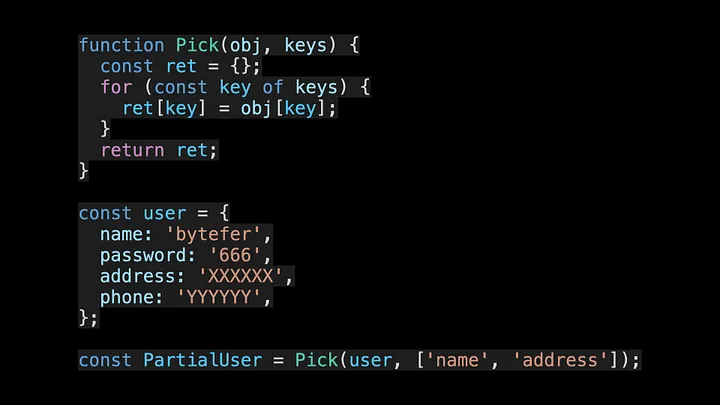 function Pick(obj, keys) {
  const ret = {};
  for (const key of keys) {
    ret[key] = obj[key];
  }
  return ret;
}

const user = {
  name: 'bytefer',
  password: '666',
  address: 'XXXXXX',
  phone: 'YYYYYY',
};

const PartialUser = Pick(user, ['name', 'address']);